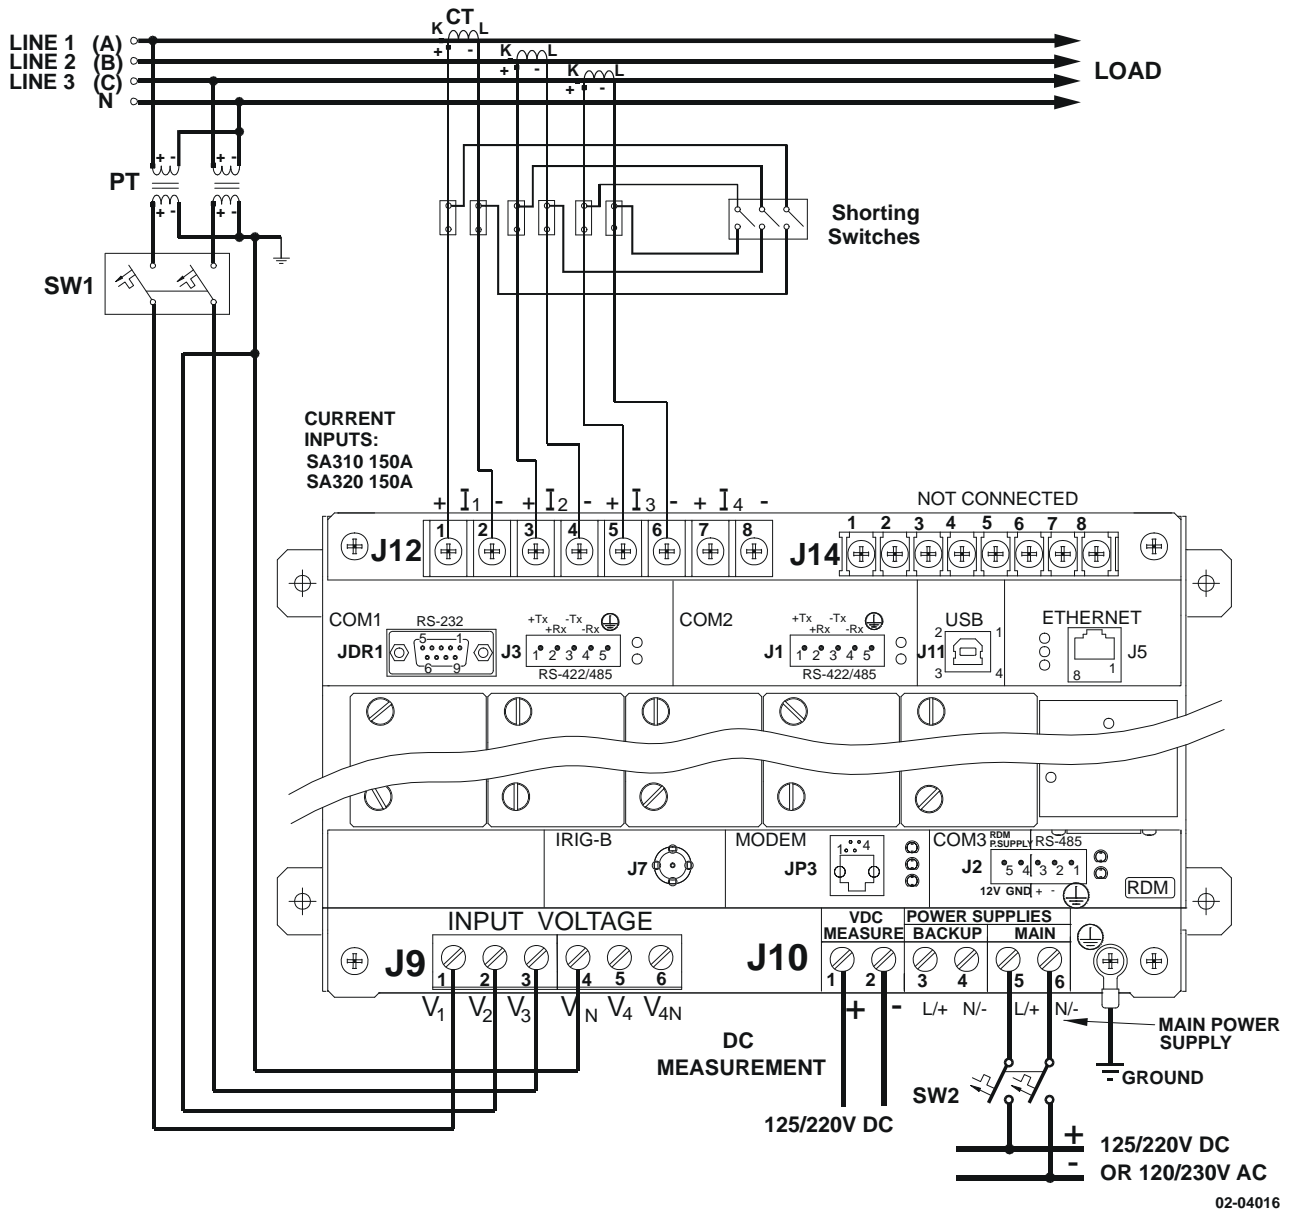 CT
K L
+ -
LINE 1 (A)
LINE 2 (B)
LINE 3 (C)
N
K L
+ -
K L
+ -
LOAD
+ - + -
PT
+ - + -
Shorting
Switches
SW1
CURRENT
INPUTS:
SA310 150A
SA320 150A
+ I1 - + I2 - + I3 - + I4 -
NOT CONNECTED
J12 1 2 3 4 5 6 7 8
J14 1 2 3 4 5 6 7 8
COM1 RS-232
JDR1
5 1
6 9
+Tx -Tx
+Rx -Rx
J3 1 2 3 4 5
RS-422/485
COM2
+Tx -Tx
+Rx -Rx
J1 1 2 3 4 5
RS-422/485
USB
2 1
J11
3 4
ETHERNET
J5
8 1
IRIG-B
J7
MODEM
1 4
JP3
COM3 RDM P.SUPPLY RS-485
J2 5 4 3 2 1
12V GND + -
RDM
INPUT VOLTAGE
J9 1 2 3 4 5 6
V1 V2 V3 VN V4 V4N
VDC
MEASURE
POWER SUPPLIES
BACKUP MAIN
J10 1 2 3 4 5 6
+ - L/+ N/- L/+ N/-
MAIN POWER
SUPPLY
DC
MEASUREMENT
125/220V DC
SW2
GROUND
+ 125/220V DC
- OR 120/230V AC
02-04016